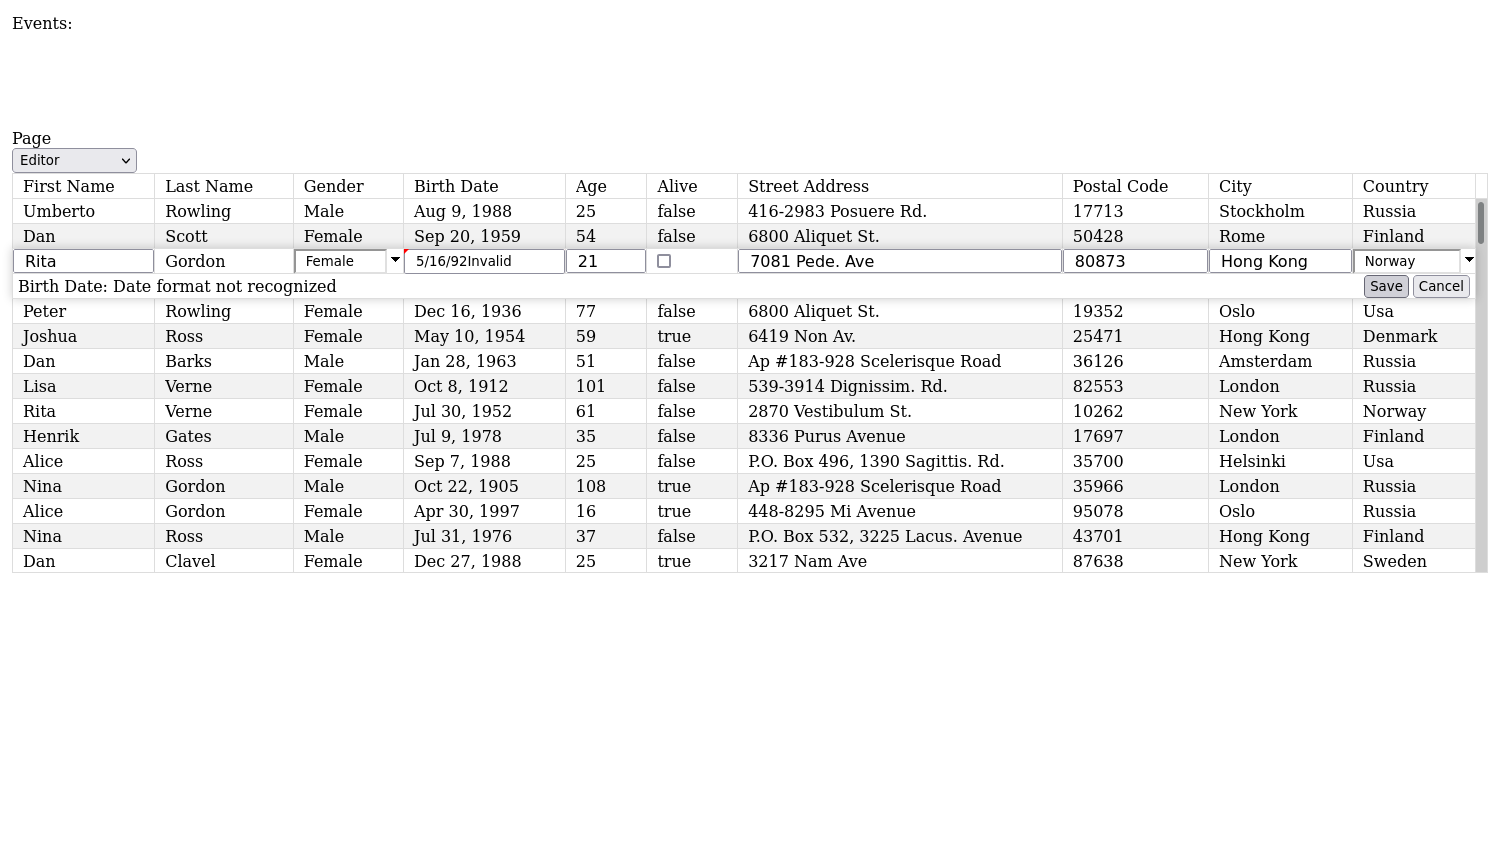 Events:
Page
Editor
First Name Last Name Gender Birth Date Age Alive Street Address Postal Code City Country
Umberto Rowling Male Aug 9, 1988 25 false 416-2983 Posuere Rd. 17713 Stockholm Russia
Dan Scott Female Sep 20, 1959 54 false 6800 Aliquet St. 50428 Rome Finland
Rita Gordon Female 5/16/92Invalid 21 7081 Pede. Ave 80873 Hong Kong Norway
Birth Date: Date format not recognized Save Cancel
Peter Rowling Female Dec 16, 1936 77 false 6800 Aliquet St. 19352 Oslo Usa
Joshua Ross Female May 10, 1954 59 true 6419 Non Av. 25471 Hong Kong Denmark
Dan Barks Male Jan 28, 1963 51 false Ap #183-928 Scelerisque Road 36126 Amsterdam Russia
Lisa Verne Female Oct 8, 1912 101 false 539-3914 Dignissim. Rd. 82553 London Russia
Rita Verne Female Jul 30, 1952 61 false 2870 Vestibulum St. 10262 New York Norway
Henrik Gates Male Jul 9, 1978 35 false 8336 Purus Avenue 17697 London Finland
Alice Ross Female Sep 7, 1988 25 false P.O. Box 496, 1390 Sagittis. Rd. 35700 Helsinki Usa
Nina Gordon Male Oct 22, 1905 108 true Ap #183-928 Scelerisque Road 35966 London Russia
Alice Gordon Female Apr 30, 1997 16 true 448-8295 Mi Avenue 95078 Oslo Russia
Nina Ross Male Jul 31, 1976 37 false P.O. Box 532, 3225 Lacus. Avenue 43701 Hong Kong Finland
Dan Clavel Female Dec 27, 1988 25 true 3217 Nam Ave 87638 New York Sweden